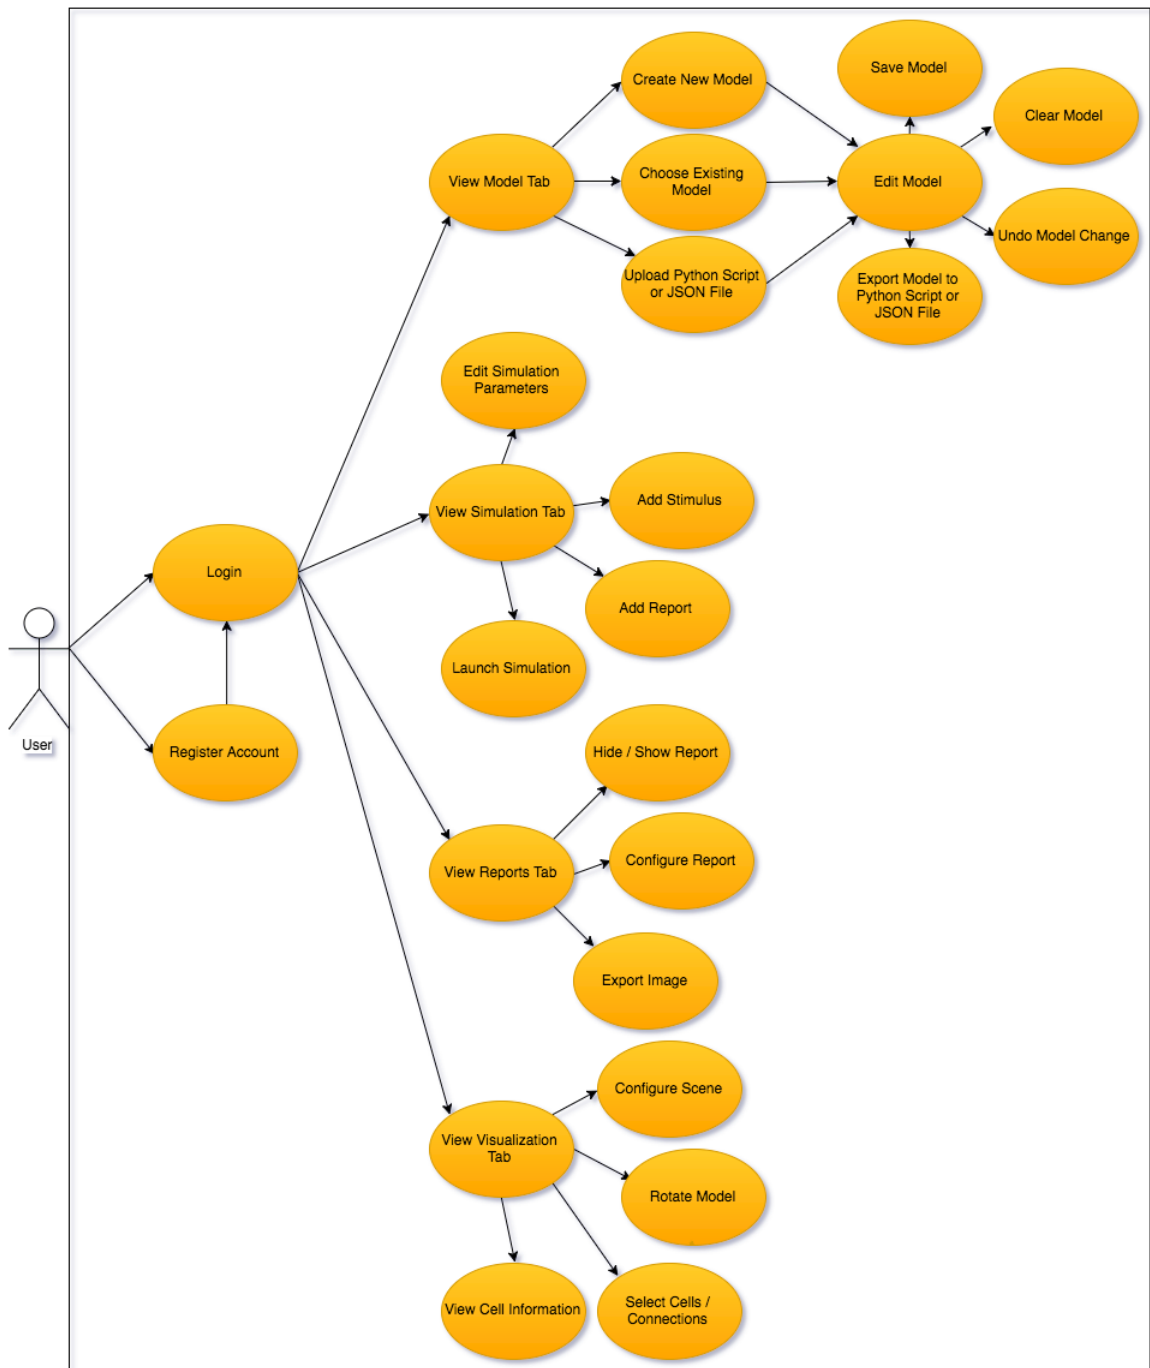 Save Model
Create New Model
Clear Model
View Model Tab
Choose Existing
Model
Edit Model
Undo Model Change
Upload Python Script
or JSON File
Export Model to
Python Script or
JSON File
Edit Simulation
Parameters
View Simulation Tab
Add Stimulus
Login
Add Report
Launch Simulation
User
Register Account
Hide / Show Report
Configure Report
View Reports Tab
Export Image
Configure Scene
View Visualization
Tab
Rotate Model
View Cell Information
Select Cells /
Connections